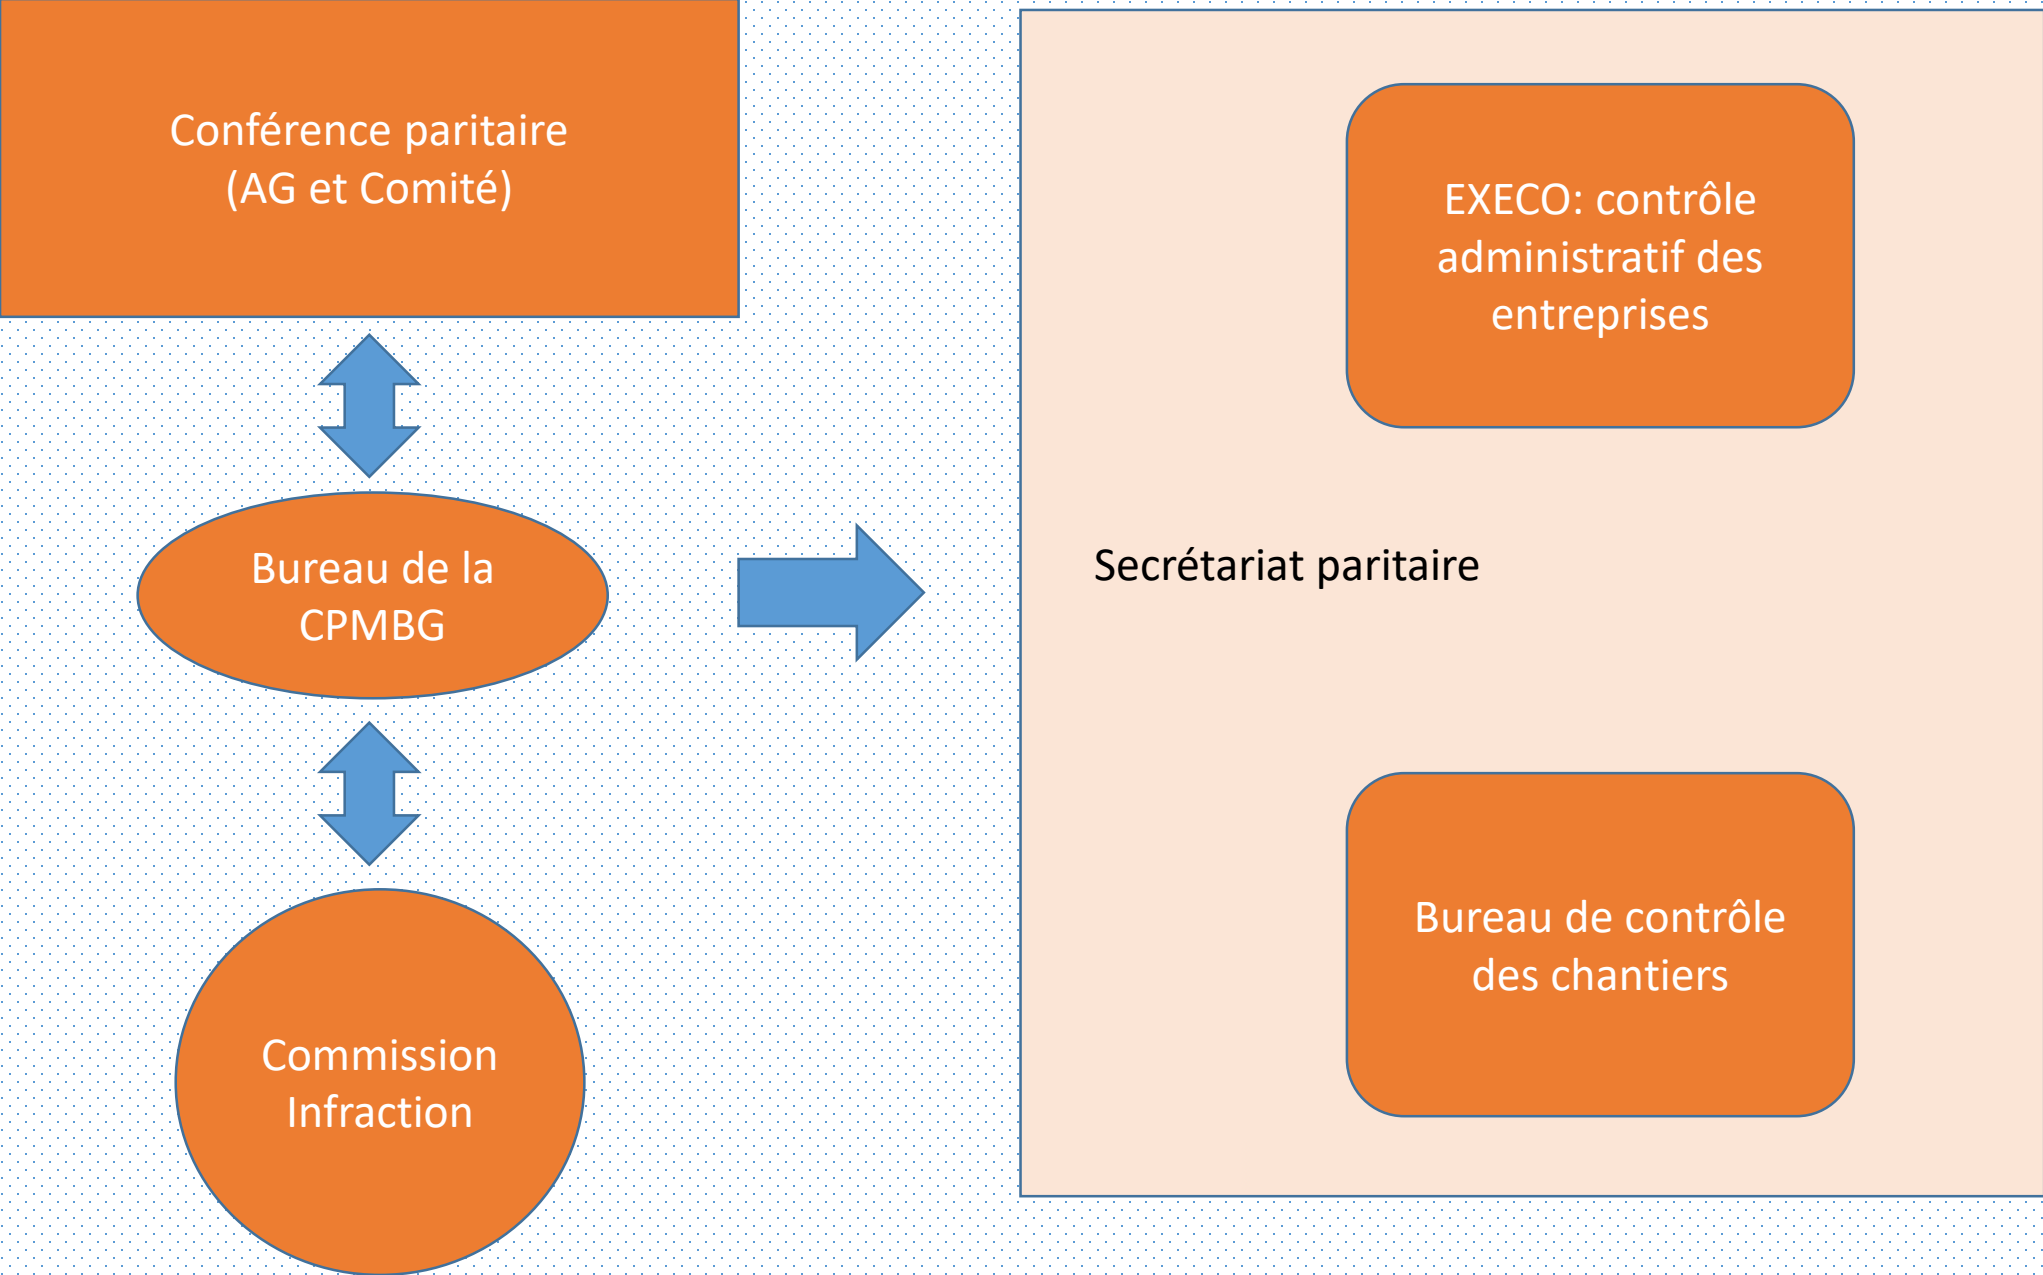 Conférence paritaire
(AG et Comité)
Bureau de la
CPMBG
Commission
Infraction
EXECO: contrôle
administratif des
entreprises
Secrétariat paritaire
Bureau de contrôle
des chantiers